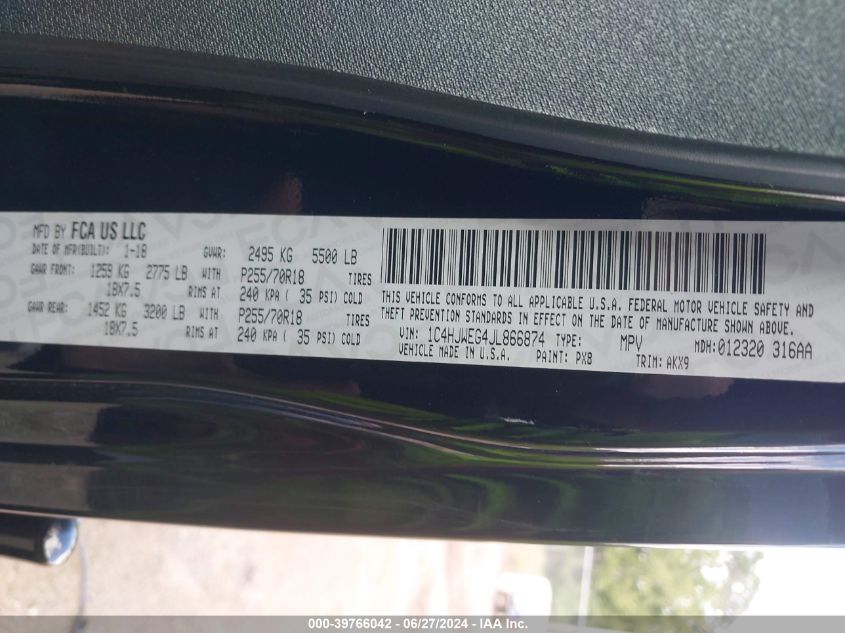 MFD BY FCA US LLC
DATE OF MFR(BUILT): 1-18 GVWR: 2495 KG 5500 LB
GAWR FRONT: 1259 KG 2775 LB WITH P255/70R18 TIRES
18X7.5 RIMS AT 240 KPA ( 35 PSI) COLD
GAWR REAR: 1452 KG 3200 LB WITH P255/70R18 TIRES
18X7.5 RIMS AT 240 KPA ( 35 PSI) COLD
THIS VEHICLE CONFORMS TO ALL APPLICABLE U.S.A. FEDERAL MOTOR VEHICLE SAFETY AND
THEFT PREVENTION STANDARDS IN EFFECT ON THE DATE OF MANUFACTURE SHOWN ABOVE.
VIN: 1C4HJWEG4JL866874 TYPE: MPV MDH: 012320 316AA
VEHICLE MADE IN U.S.A. PAINT: PX8 TRIM: AKX9
000-39766042 - 06/27/2024 - IAA, Inc.